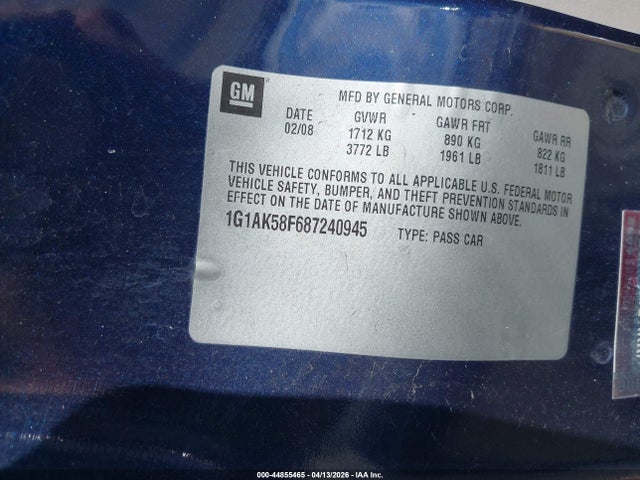 GM
MFD BY GENERAL MOTORS CORP.
DATE GVWR GAWR FRT GAWR RR
02/08 1712 KG 890 KG 822 KG
3772 LB 1961 LB 1811 LB
THIS VEHICLE CONFORMS TO ALL APPLICABLE U.S. FEDERAL MOTOR
VEHICLE SAFETY, BUMPER, AND THEFT PREVENTION STANDARDS IN
EFFECT ON THE DATE OF MANUFACTURE SHOWN ABOVE.
1G1AK58F687240945 TYPE: PASS CAR
000-44855465 - 04/13/2026 - IAA Inc.